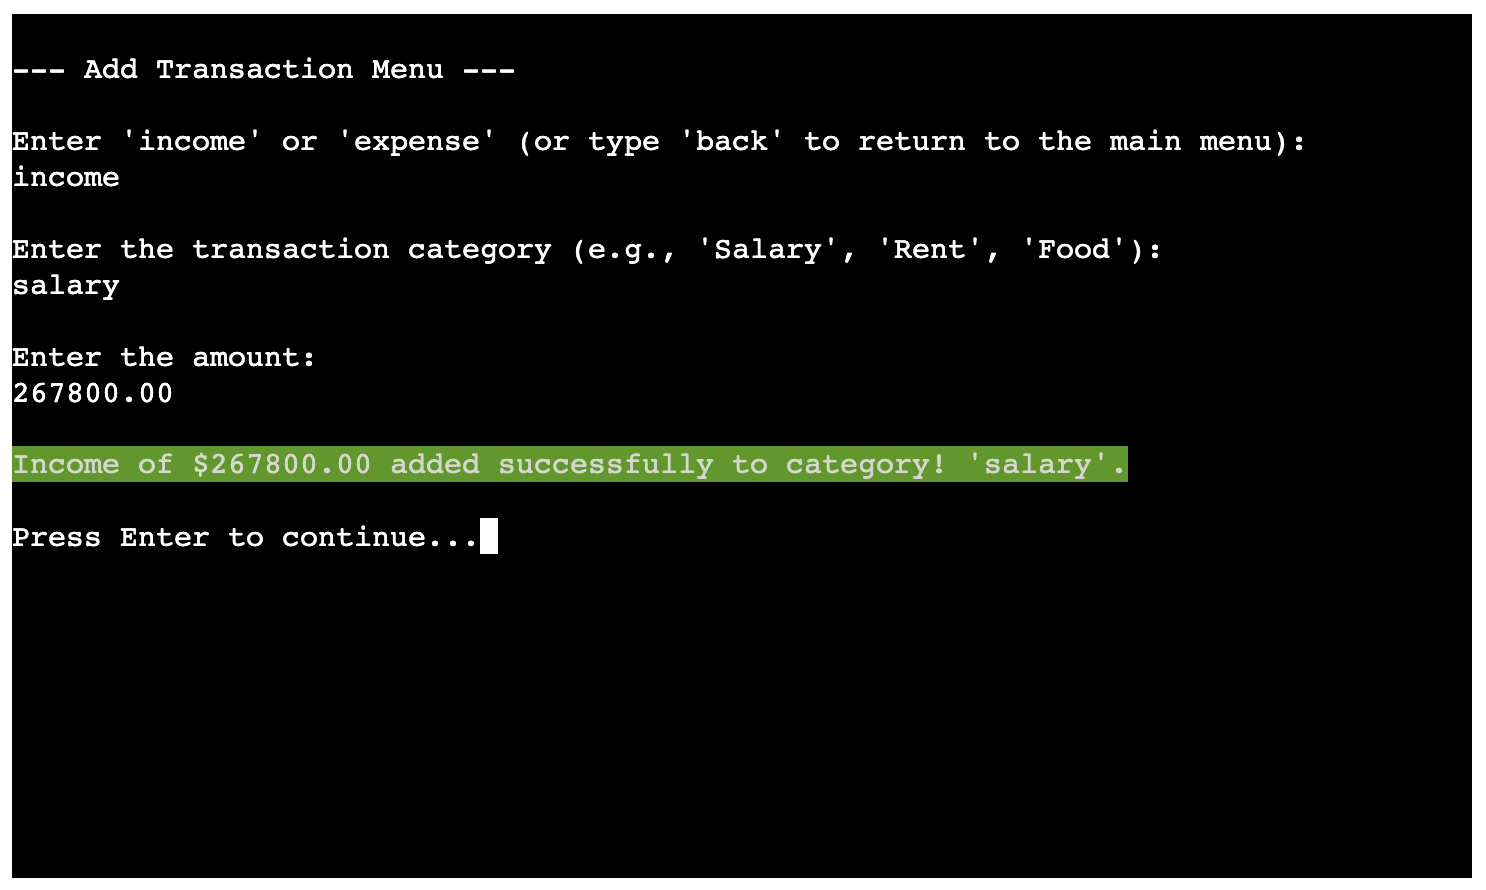 --- Add Transaction Menu ---
Enter 'income' or 'expense' (or type 'back' to return to the main menu):
income
Enter the transaction category (e.g., 'Salary', 'Rent', 'Food'):
salary
Enter the amount:
267800.00
Income of $267800.00 added successfully to category! 'salary'.
Press Enter to continue...